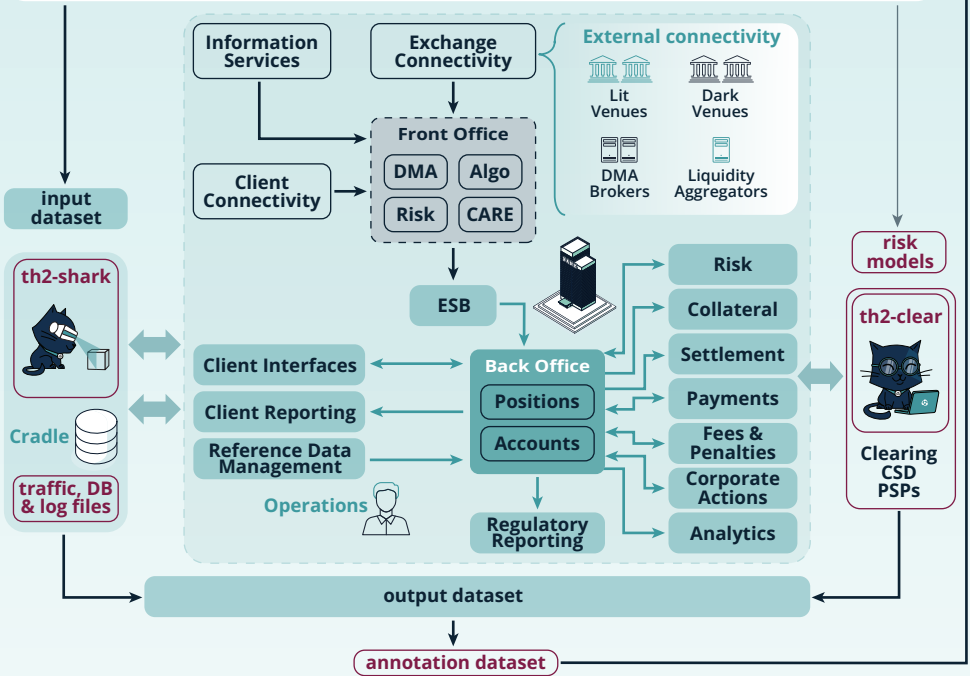 Information
Services
Exchange
Connectivity
External connectivity
Lit
Venues
Dark
Venues
DMA
Brokers
Liquidity
Aggregators
Front Office
DMA
Algo
Risk
CARE
Client
Connectivity
input
dataset
th2-shark
Cradle
traffic, DB
& log files
ESB
Client Interfaces
Client Reporting
Reference Data
Management
Operations
Back Office
Positions
Accounts
Regulatory
Reporting
Risk
Collateral
Settlement
Payments
Fees &
Penalties
Corporate
Actions
Analytics
risk
models
th2-clear
Clearing
CSD
PSPs
output dataset
annotation dataset